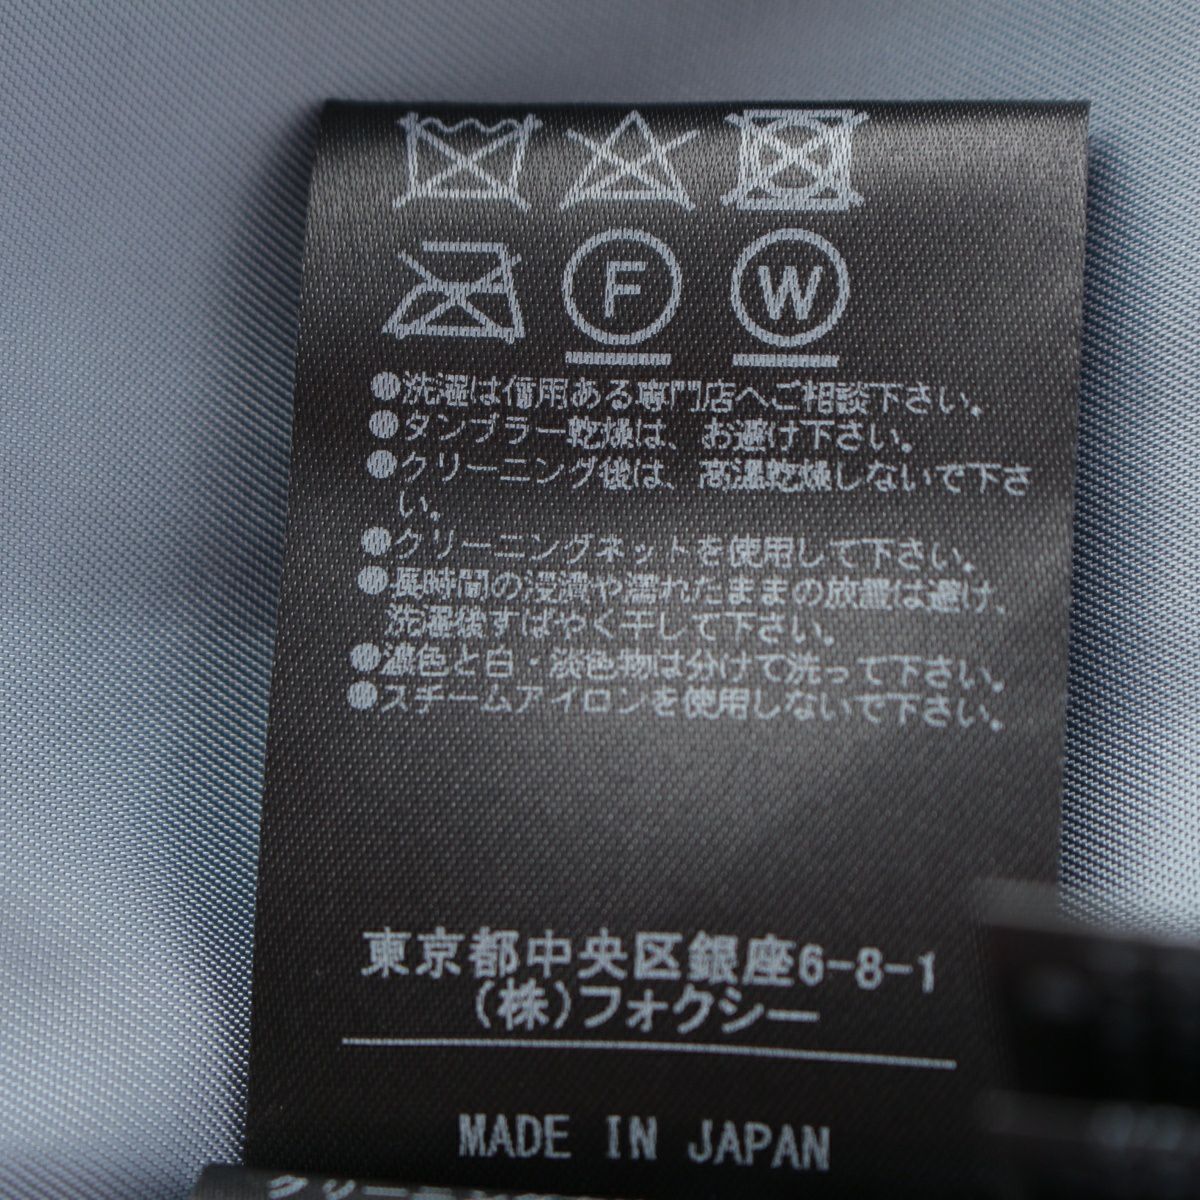 F W
●洗濯は信用ある専門店へご相談下さい。
●タンブラー乾燥は、お避け下さい。
●クリーニング後は、高温乾燥しないで下さ
い。
●クリーニングネットを使用して下さい。
●長時間の浸漬や濡れたままの放置は避け、
洗濯後すばやく干して下さい。
●濃色と白・淡色物は分けて洗って下さい。
●スチームアイロンを使用しないで下さい。
東京都中央区銀座6-8-1
(株)フォクシー
MADE IN JAPAN